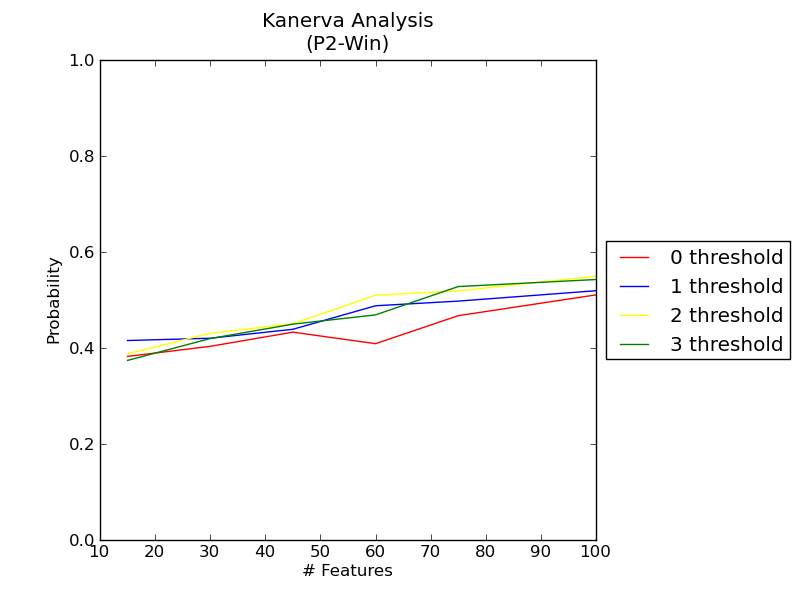 Kanerva Analysis
(P2-Win)
1.0
0.8
0.6
0.4
0.2
0.0
Probability
10 20 30 40 50 60 70 80 90 100
# Features
0 threshold
1 threshold
2 threshold
3 threshold